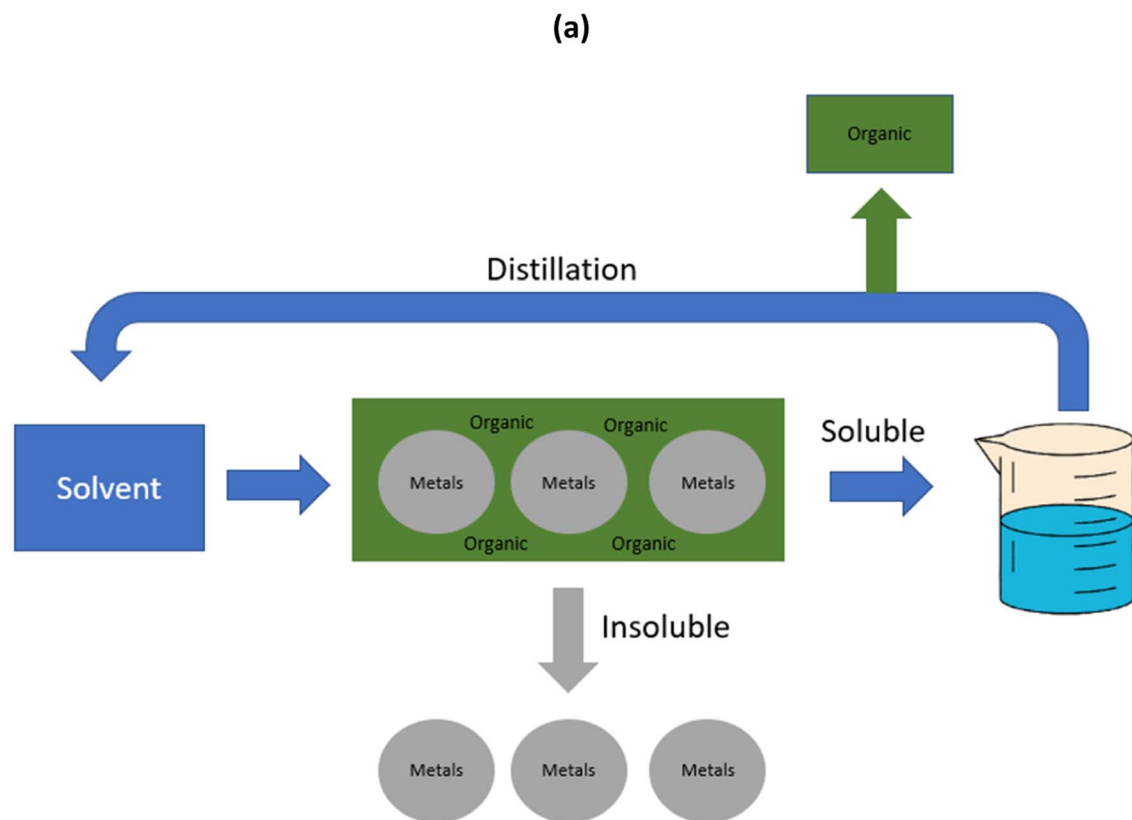 (a)
Organic
Distillation
Solvent
Organic
Organic
Metals
Metals
Metals
Organic
Organic
Soluble
Insoluble
Metals
Metals
Metals